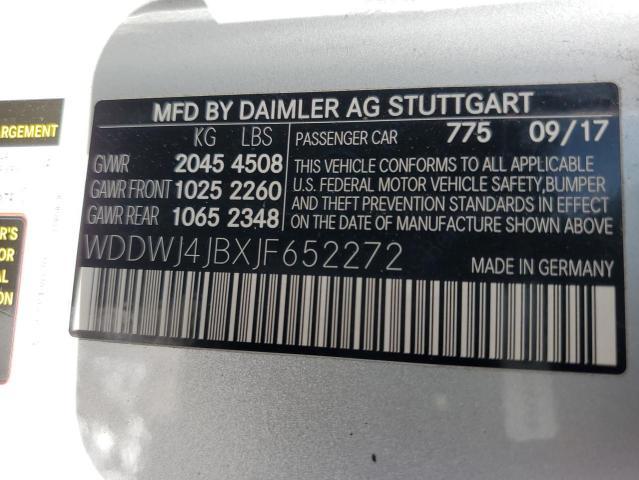 MFD BY DAIMLER AG STUTTGART
KG LBS
GVWR 2045 4508
GAWR FRONT 1025 2260
GAWR REAR 1065 2348
PASSENGER CAR 775 09/17
THIS VEHICLE CONFORMS TO ALL APPLICABLE
U.S. FEDERAL MOTOR VEHICLE SAFETY,BUMPER
AND THEFT PREVENTION STANDARDS IN EFFECT
ON THE DATE OF MANUFACTURE SHOWN ABOVE.
WDDWJ4JBXJF652272
MADE IN GERMANY